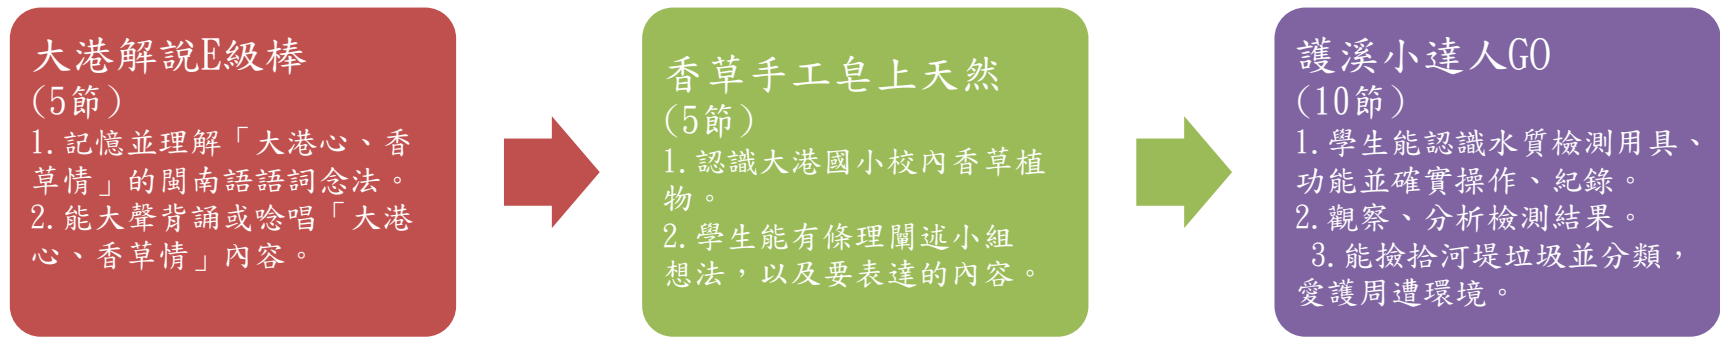 大港解說E級棒
(5節)
1.記憶並理解「大港心、香
草情」的閩南語語詞念法。
2.能大聲背誦或唸唱「大港
心、香草情」內容。
香草手工皂上天然
(5節)
1.認識大港國小校內香草植
物。
2.學生能有條理闡述小組
想法，以及要表達的內容。
護溪小達人GO
(10節)
1.學生能認識水質檢測用具、
功能並確實操作、紀錄。
2.觀察、分析檢測結果。
3.能撿拾河堤垃圾並分類，
愛護周遭環境。